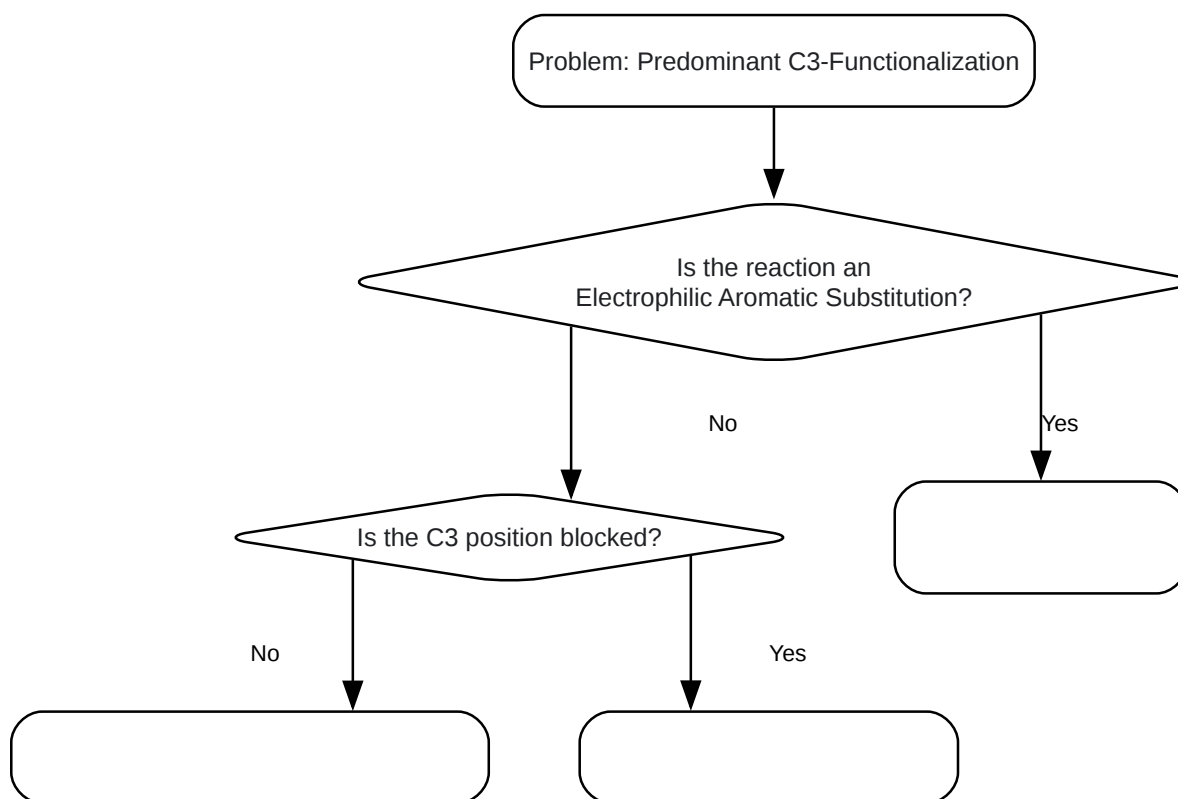 Problem: Predominant C3-Functionalization
Is the reaction an
Electrophilic Aromatic Substitution?
No
Yes
Is the C3 position blocked?
No
Yes